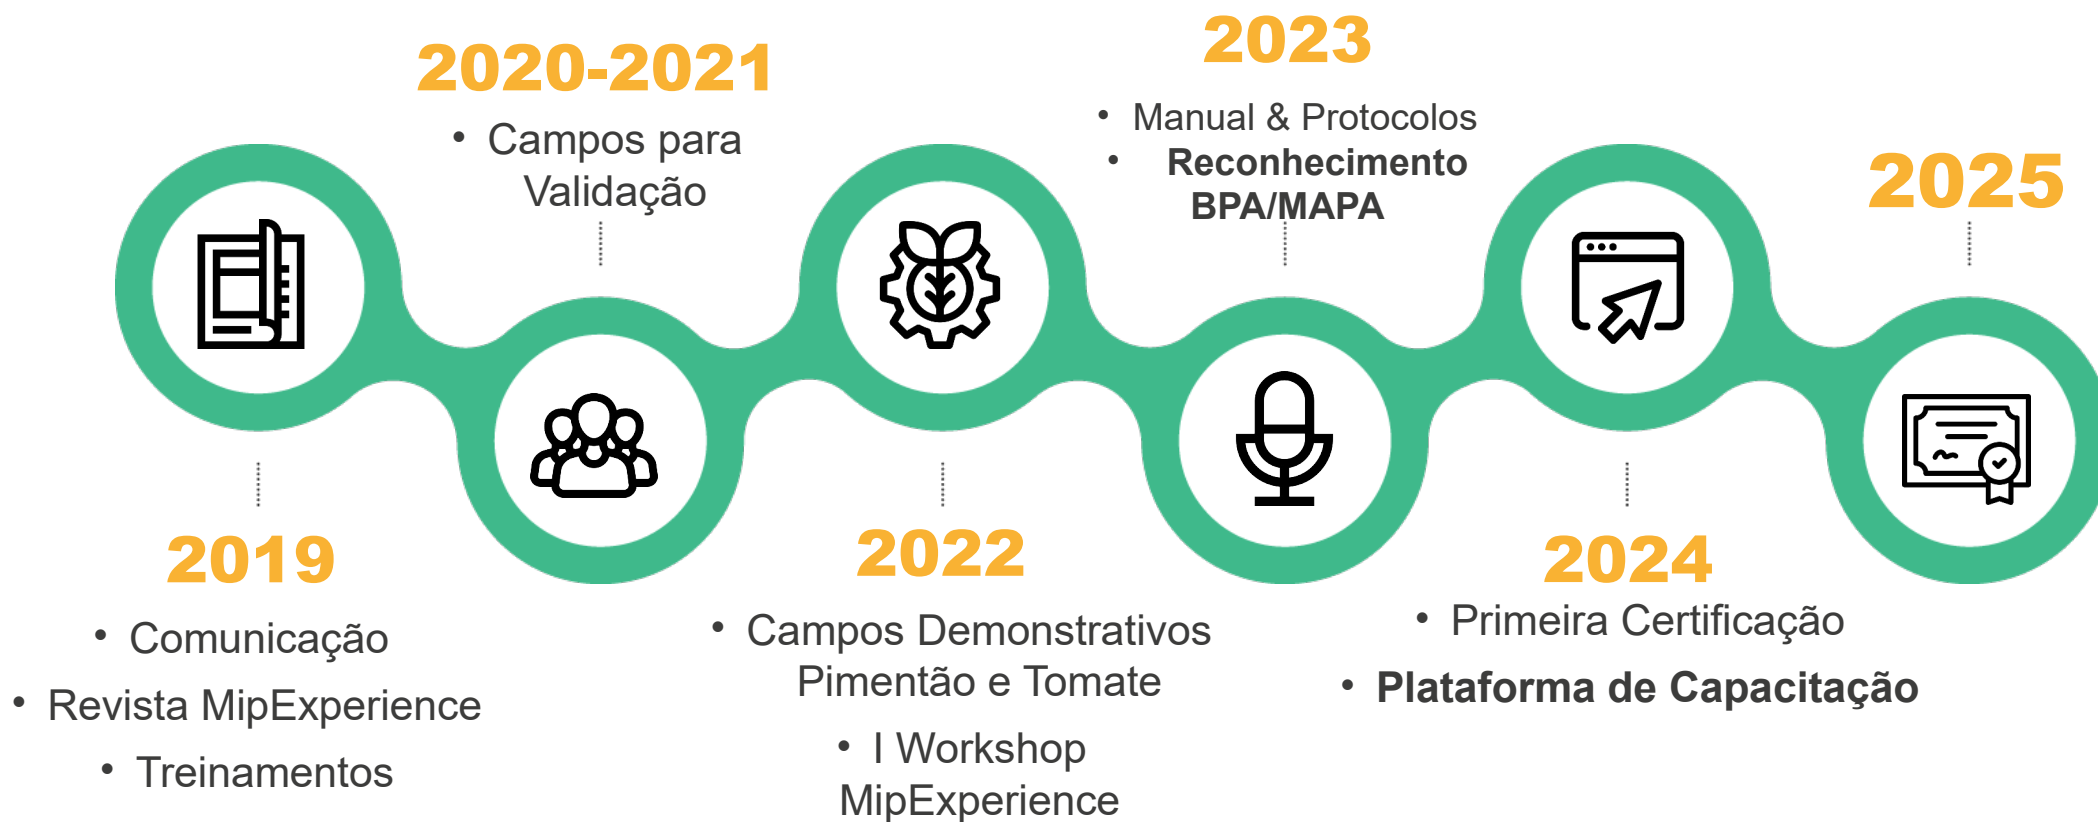 2019
• Comunicação
• Revista MipExperience
• Treinamentos
2020-2021
• Campos para
Validação
2022
• Campos Demonstrativos
Pimentão e Tomate
• I Workshop
MipExperience
2023
• Manual & Protocolos
• Reconhecimento
BPA/MAPA
2024
• Primeira Certificação
• Plataforma de Capacitação
2025